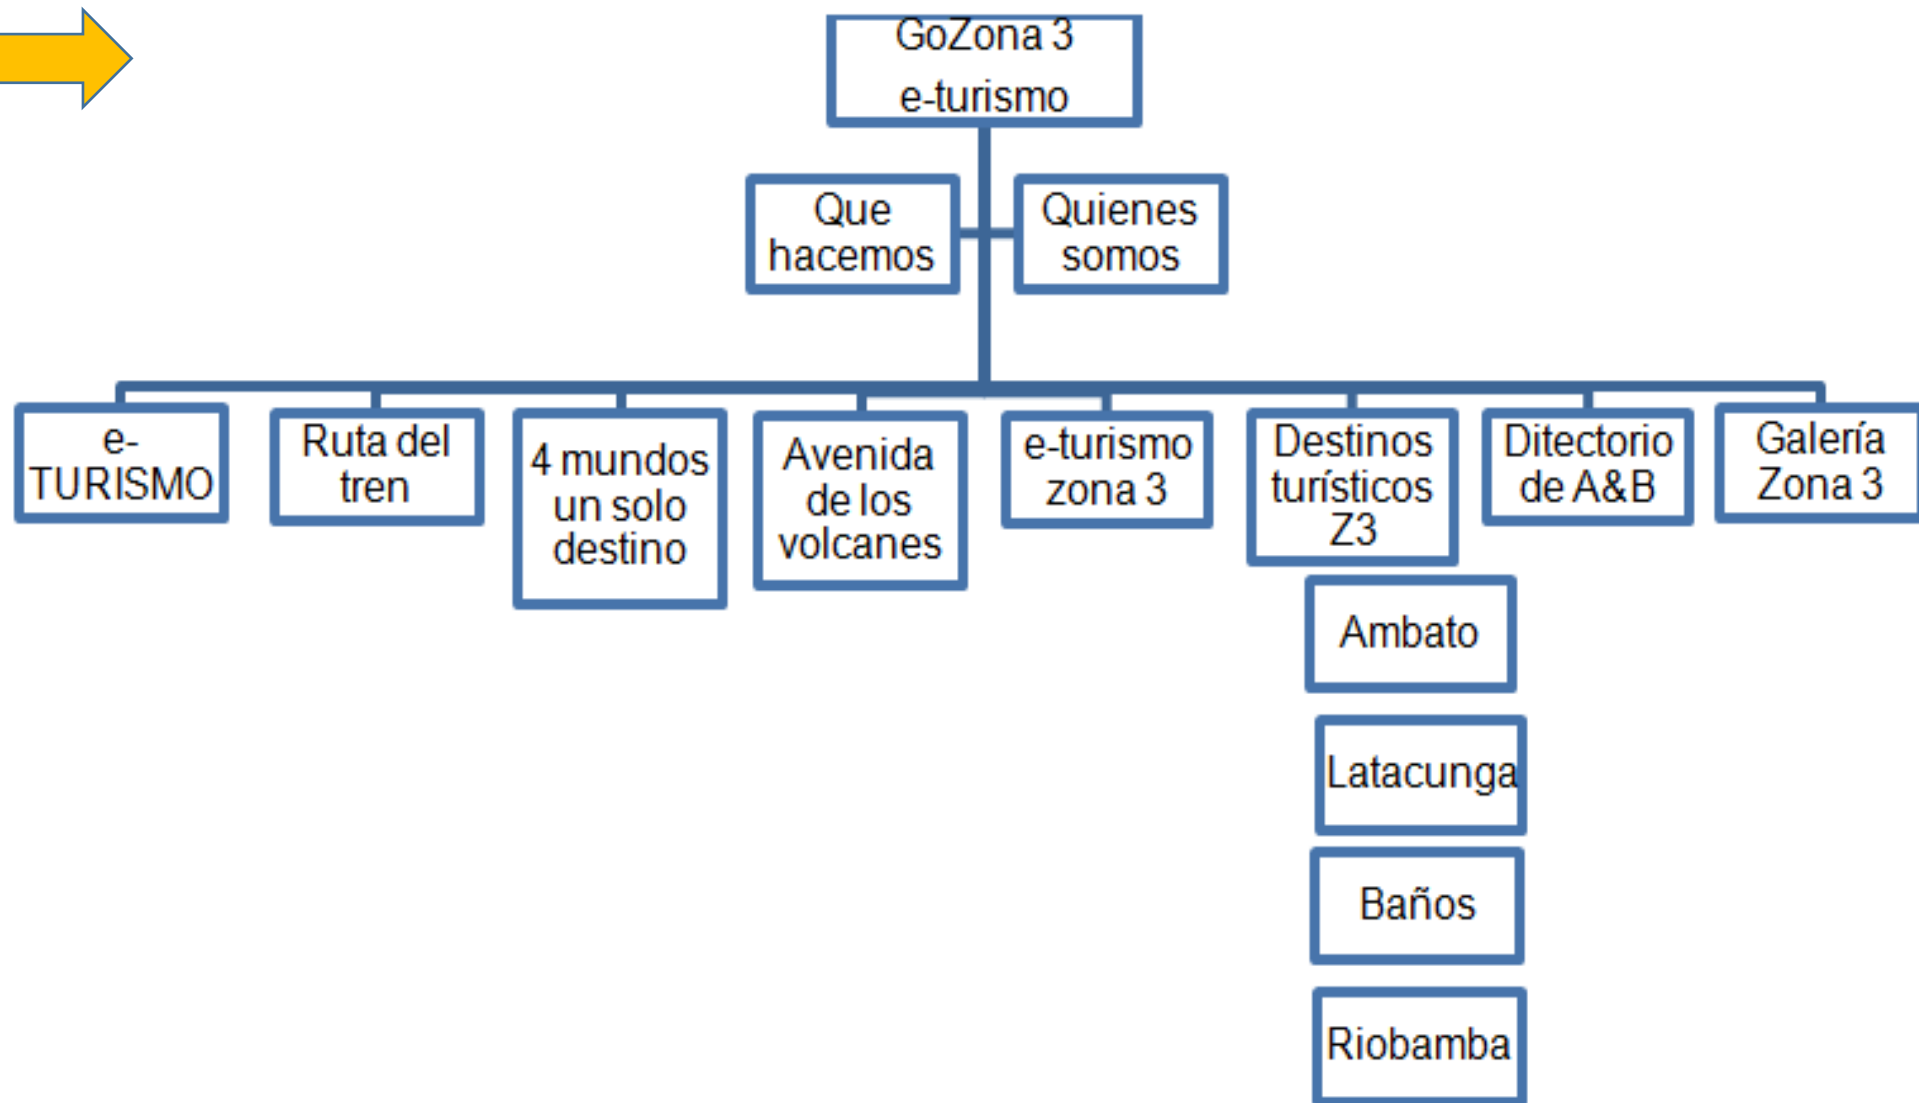 GoZona 3
e-turismo
Que
hacemos
Quienes
somos
e-
TURISMO
Ruta del
tren
4 mundos
un solo
destino
Avenida
de los
volcanes
e-turismo
zona 3
Destinos
turísticos
Z3
Ditectorio
de A&B
Galería
Zona 3
Ambato
Latacunga
Baños
Riobamba